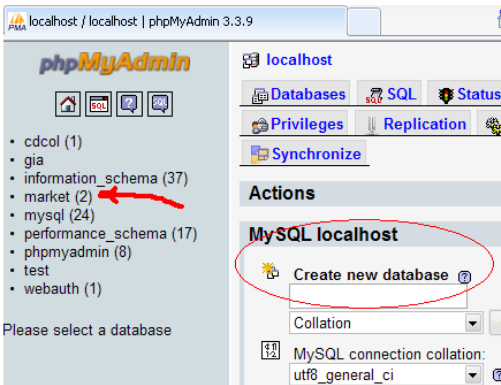 localhost / localhost | phpMyAdmin 3.3.9
PMA
phpMyAdmin
SQL
cdcol (1)
gia
information_schema (37)
market (2)
mysql (24)
performance_schema (17)
phpmyadmin (8)
test
webauth (1)
Please select a database
localhost
Databases
SQL
Status
Privileges
Replication
Synchronize
Actions
MySQL localhost
Create new database
Collation
MySQL connection collation:
utf8_general_ci